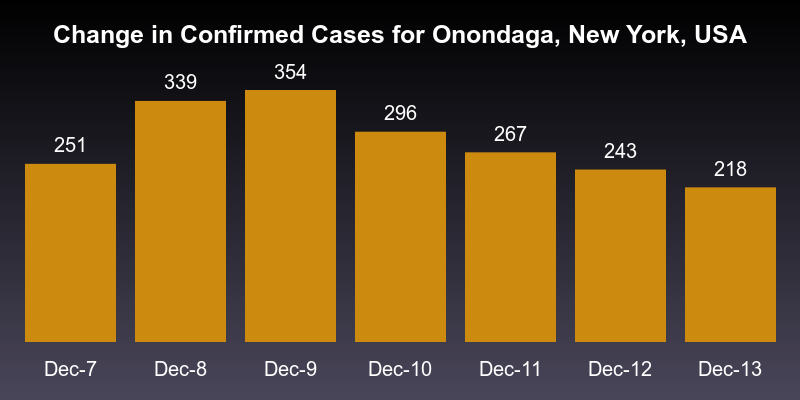 Change in Confirmed Cases for Onondaga, New York, USA
251 339 354 296 267 243 218
Dec-7 Dec-8 Dec-9 Dec-10 Dec-11 Dec-12 Dec-13